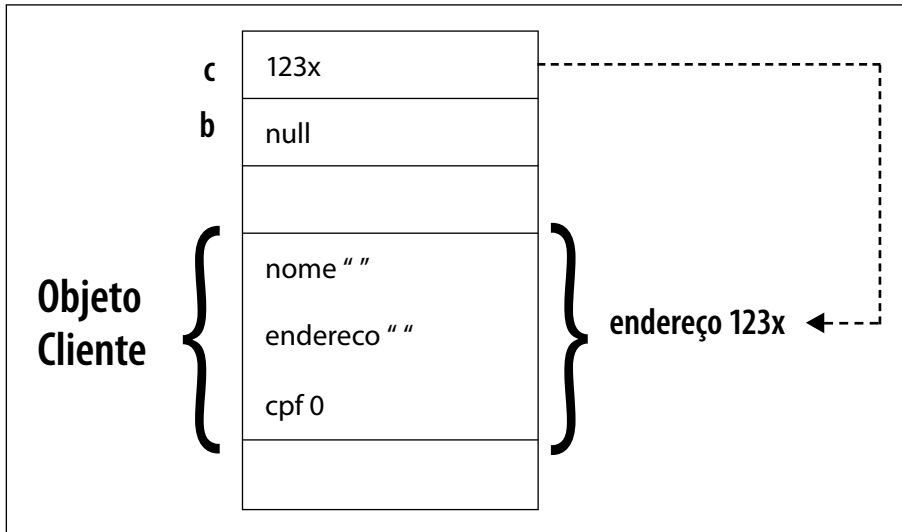 c 123x
b null
nome “ ”
Objeto
Cliente
endereco “ “
endereço 123x
cpf 0